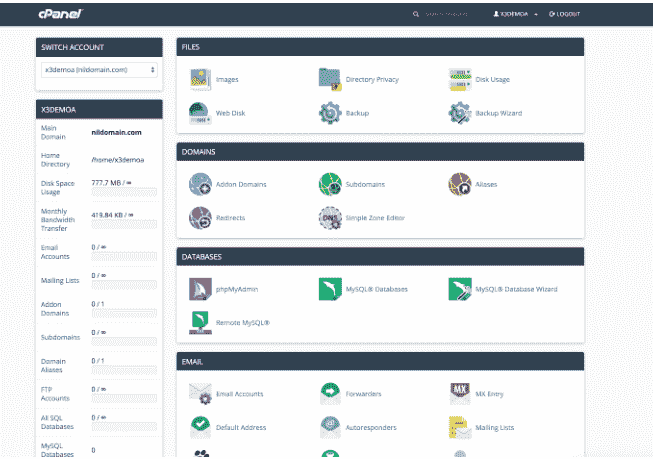 cPanel
X3DEMOA
LOGOUT
SWITCH ACCOUNT
x3demoa (nildomain.com)
X3DEMOA
Main
Domain
nildomain.com
Home
Directory
/home/x3demoa
Disk Space
Usage
777.7 MB / ∞
Monthly
Bandwidth
Transfer
419.84 KB / ∞
Email
Accounts
0 / ∞
Mailing Lists
0 / ∞
Addon
Domains
0 / 1
Subdomains
0 / ∞
Domain
Aliases
0 / 1
FTP
Accounts
0 / ∞
All SQL
Databases
0 / ∞
MySQL
Databases
0
FILES
Images
Directory Privacy
Disk Usage
Web Disk
Backup
Backup Wizard
DOMAINS
Addon Domains
Subdomains
Aliases
Redirects
DNS
Simple Zone Editor
DATABASES
phpMyAdmin
MySQL® Databases
MySQL® Database Wizard
Remote MySQL®
EMAIL
Email Accounts
Forwarders
MX
MX Entry
Default Address
Autoresponders
Mailing Lists